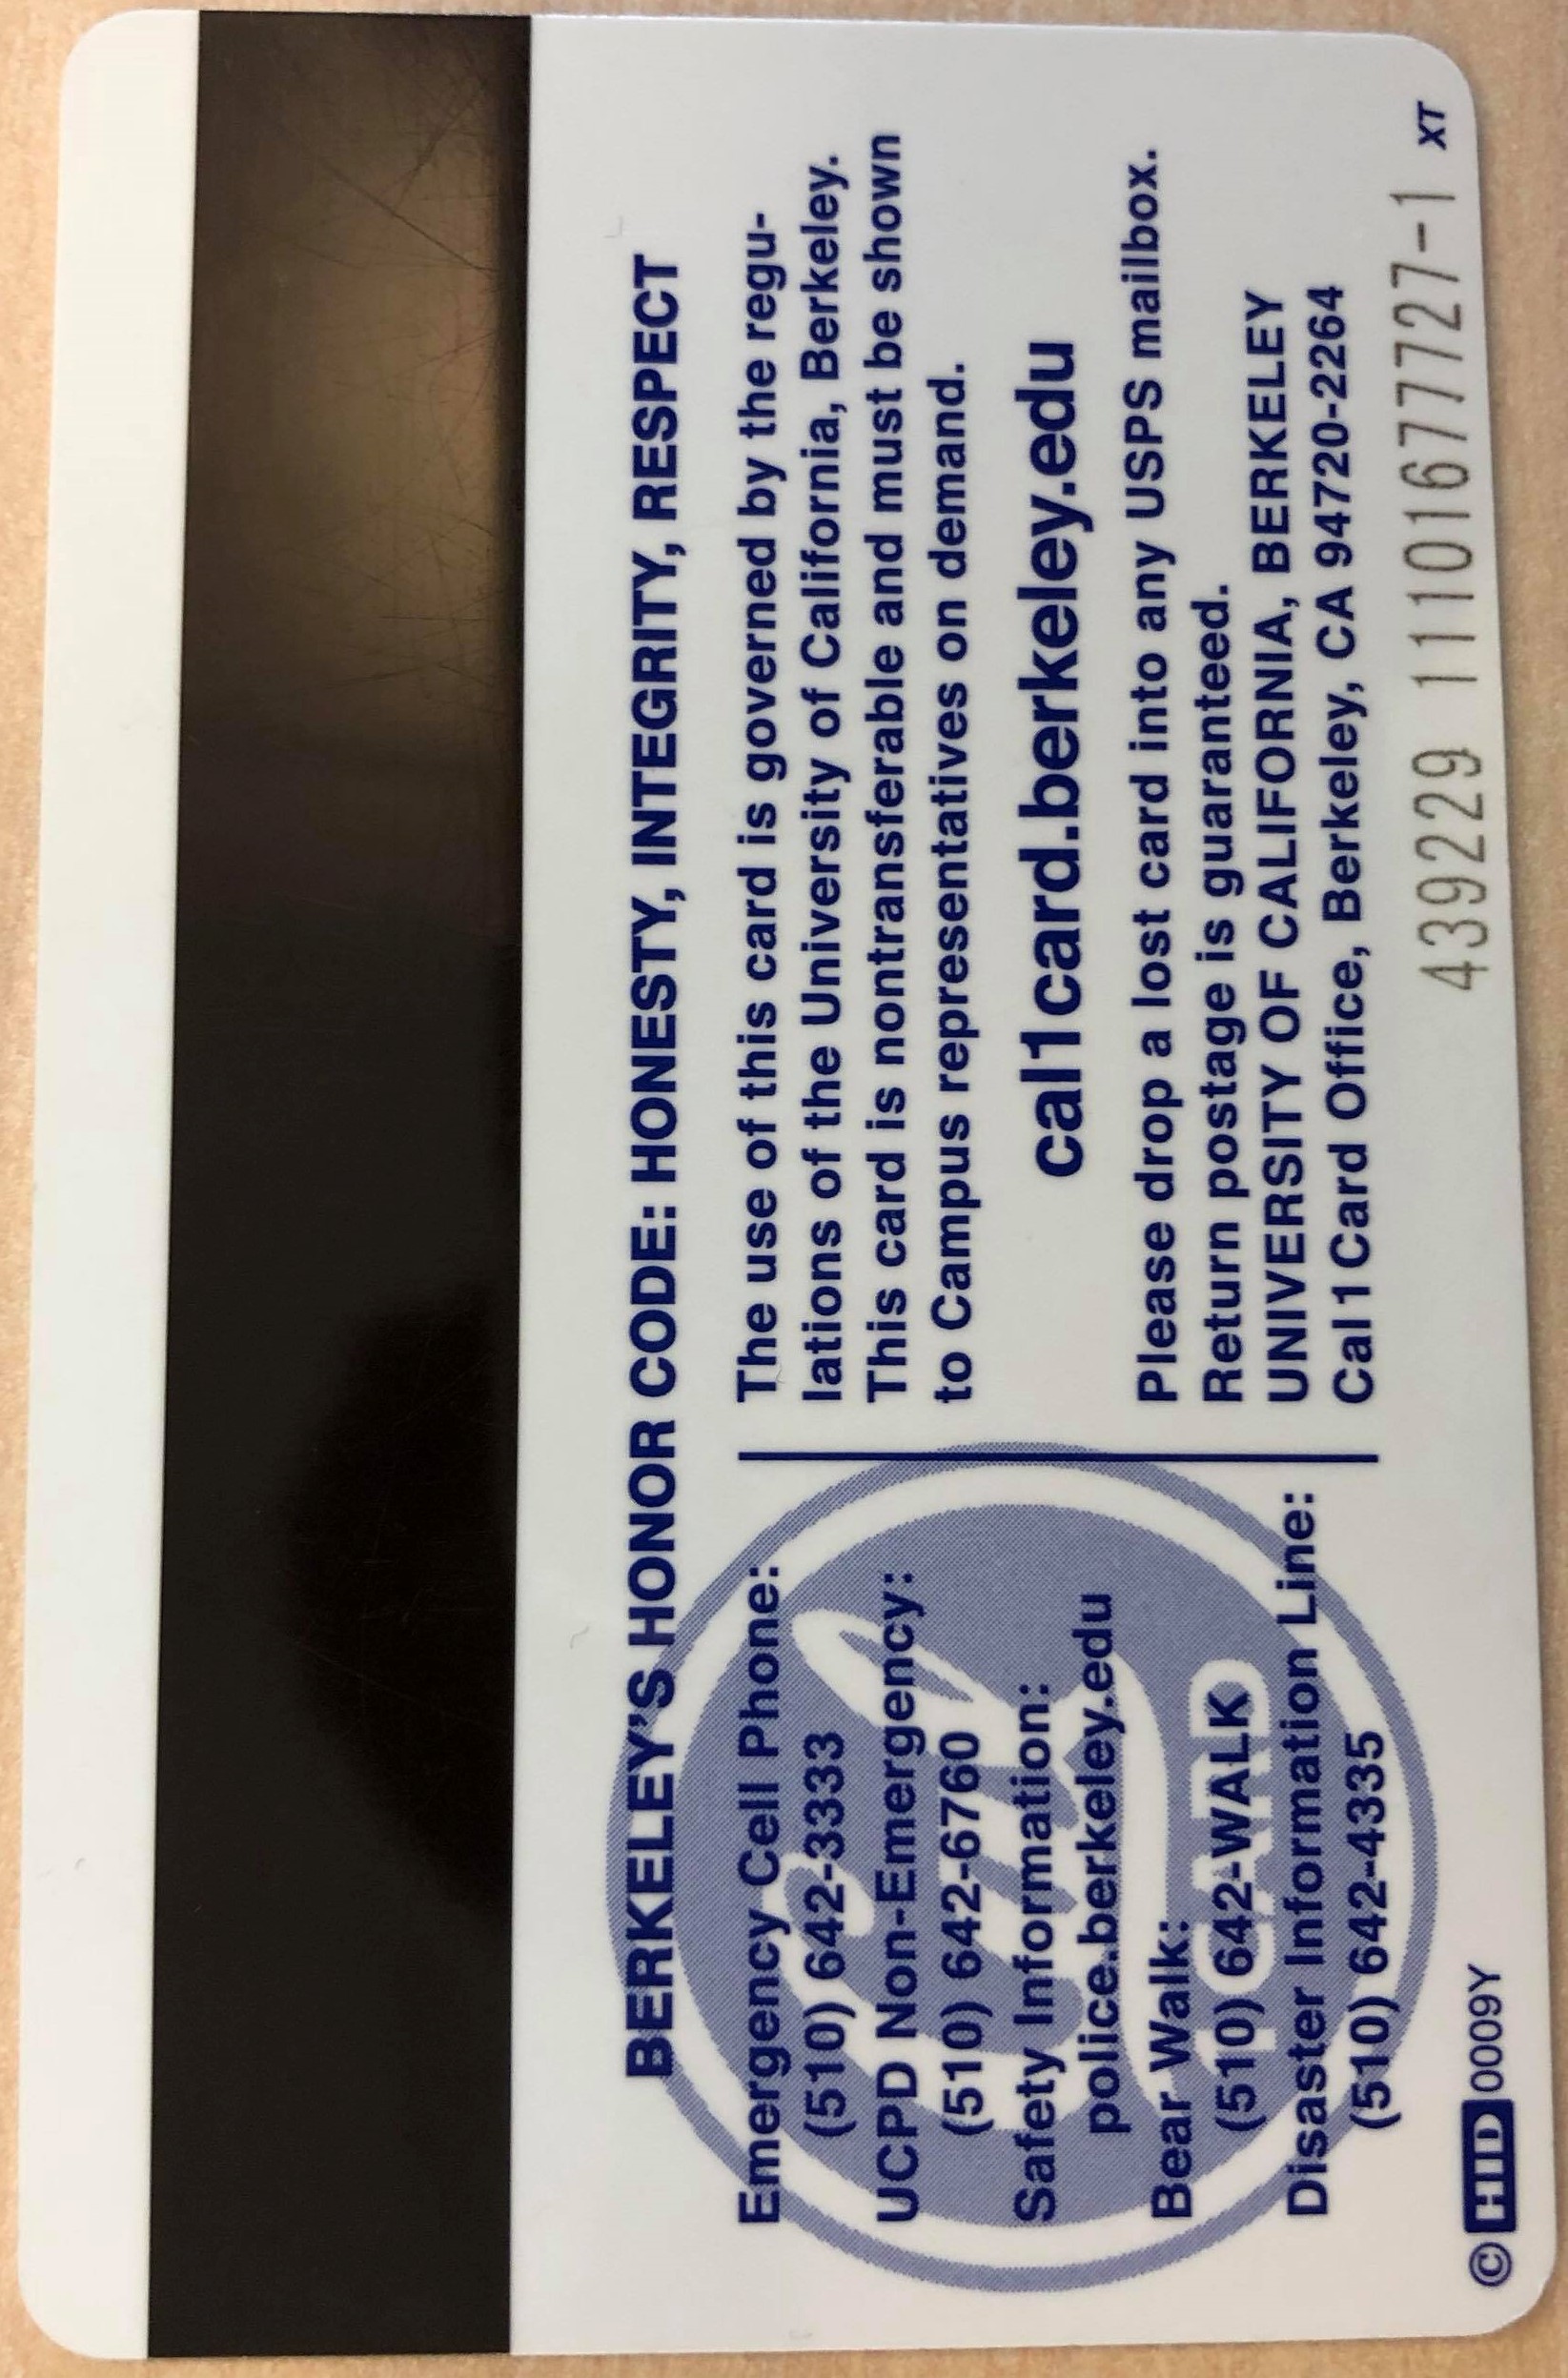 BERKELEY'S HONOR CODE: HONESTY, INTEGRITY, RESPECT
Emergency Cell Phone:
(510) 642-3333
UCPD Non-Emergency:
(510) 642-6760
Safety Information:
police.berkeley.edu
Bear Walk:
(510) 642-WALK
Disaster Information Line:
(510) 642-4335
The use of this card is governed by the regu-
lations of the University of California, Berkeley.
This card is nontransferable and must be shown
to Campus representatives on demand.
cal1card.berkeley.edu
Please drop a lost card into any USPS mailbox.
Return postage is guaranteed.
UNIVERSITY OF CALIFORNIA, BERKELEY
Cal 1 Card Office, Berkeley, CA 94720-2264
Cal
1 CARD
© HID 0009Y
439229 1110167727-1 XT